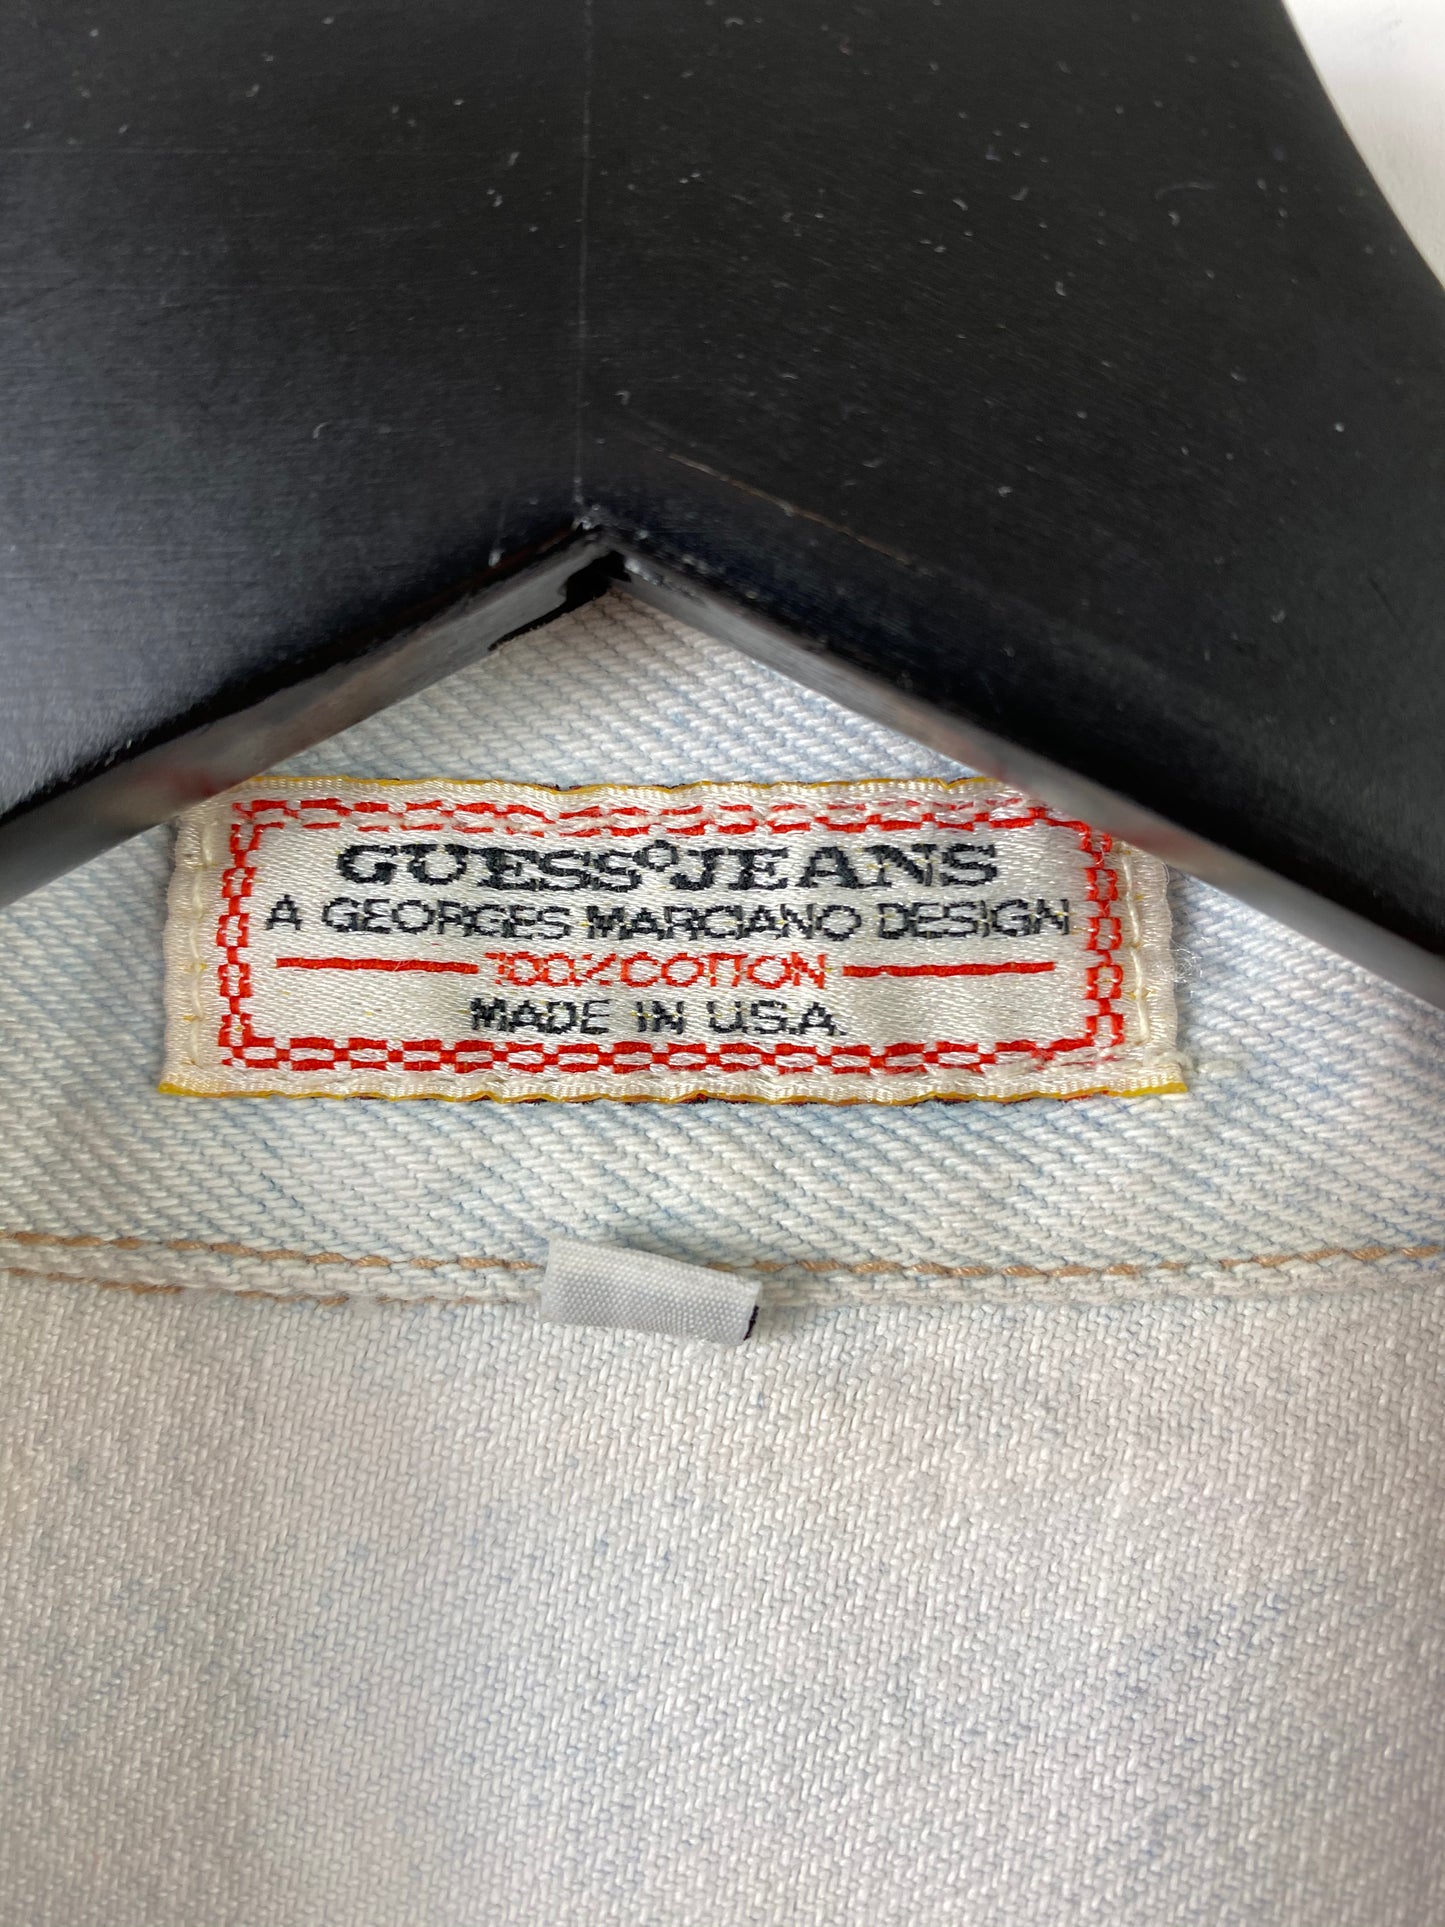 GUESS° JEANS
A GEORGES MARCIANO DESIGN
100% COTTON
MADE IN U.S.A.